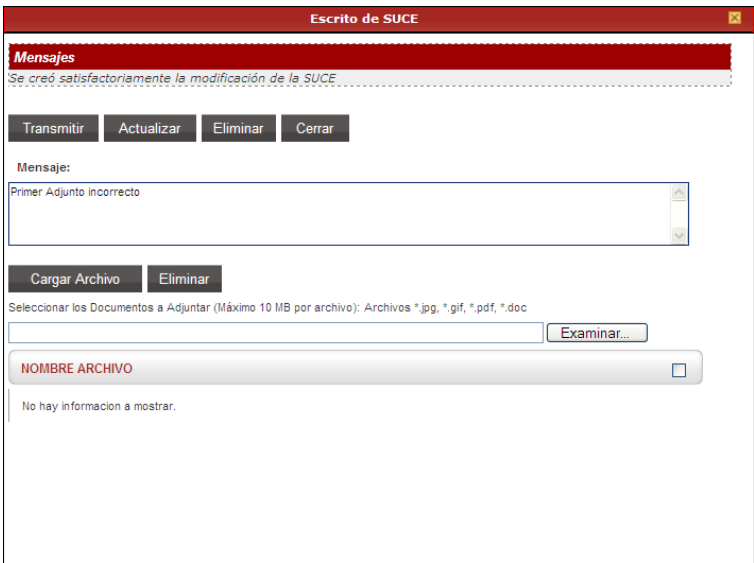 Escrito de SUCE
Mensajes
Se creó satisfactoriamente la modificación de la SUCE
Transmitir Actualizar Eliminar Cerrar
Mensaje:
Primer Adjunto incorrecto
Cargar Archivo Eliminar
Seleccionar los Documentos a Adjuntar (Máximo 10 MB por archivo): Archivos *.jpg, *.gif, *.pdf, *.doc
Examinar...
NOMBRE ARCHIVO
No hay informacion a mostrar.